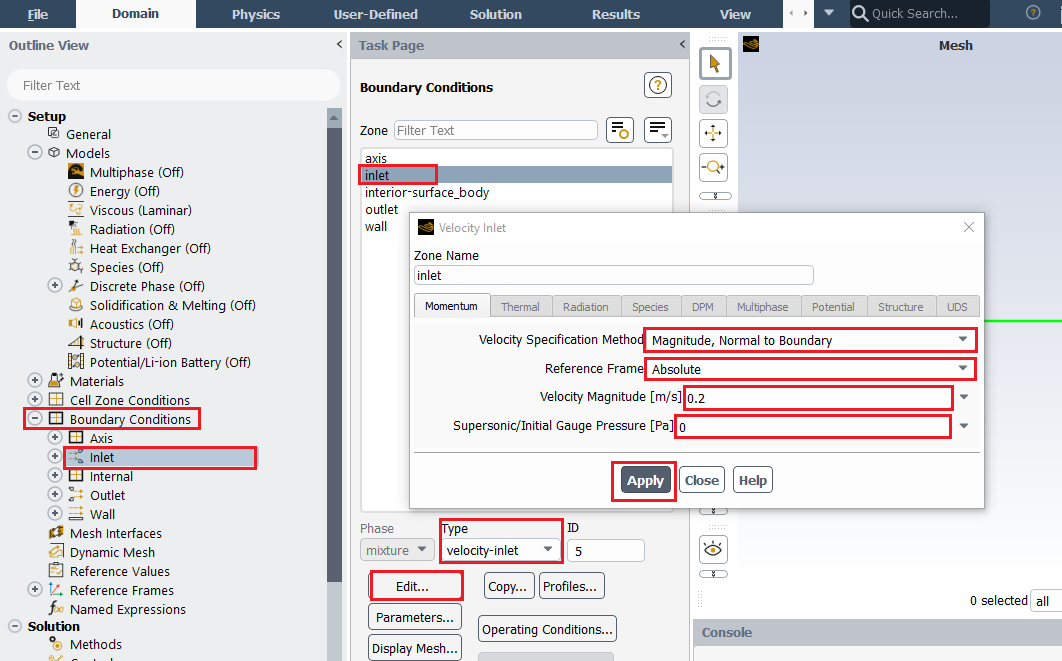 File Domain Physics User-Defined Solution Results View Quick Search...
Outline View
Filter Text
Setup
General
Models
Multiphase (Off)
Energy (Off)
Viscous (Laminar)
Radiation (Off)
Heat Exchanger (Off)
Species (Off)
Discrete Phase (Off)
Solidification & Melting (Off)
Acoustics (Off)
Structure (Off)
Potential/Li-ion Battery (Off)
Materials
Cell Zone Conditions
Boundary Conditions
Axis
Inlet
Internal
Outlet
Wall
Mesh Interfaces
Dynamic Mesh
Reference Values
Reference Frames
Named Expressions
Solution
Methods
Task Page
Boundary Conditions
Zone Filter Text
axis
inlet
interior-surface_body
outlet
wall
Velocity Inlet
Zone Name
inlet
Momentum Thermal Radiation Species DPM Multiphase Potential Structure UDS
Velocity Specification Method Magnitude, Normal to Boundary
Reference Frame Absolute
Velocity Magnitude [m/s] 0.2
Supersonic/Initial Gauge Pressure [Pa] 0
Apply Close Help
Phase Type ID
mixture velocity-inlet 5
Edit... Copy... Profiles...
Parameters... Operating Conditions...
Display Mesh...
Mesh
0 selected all
Console